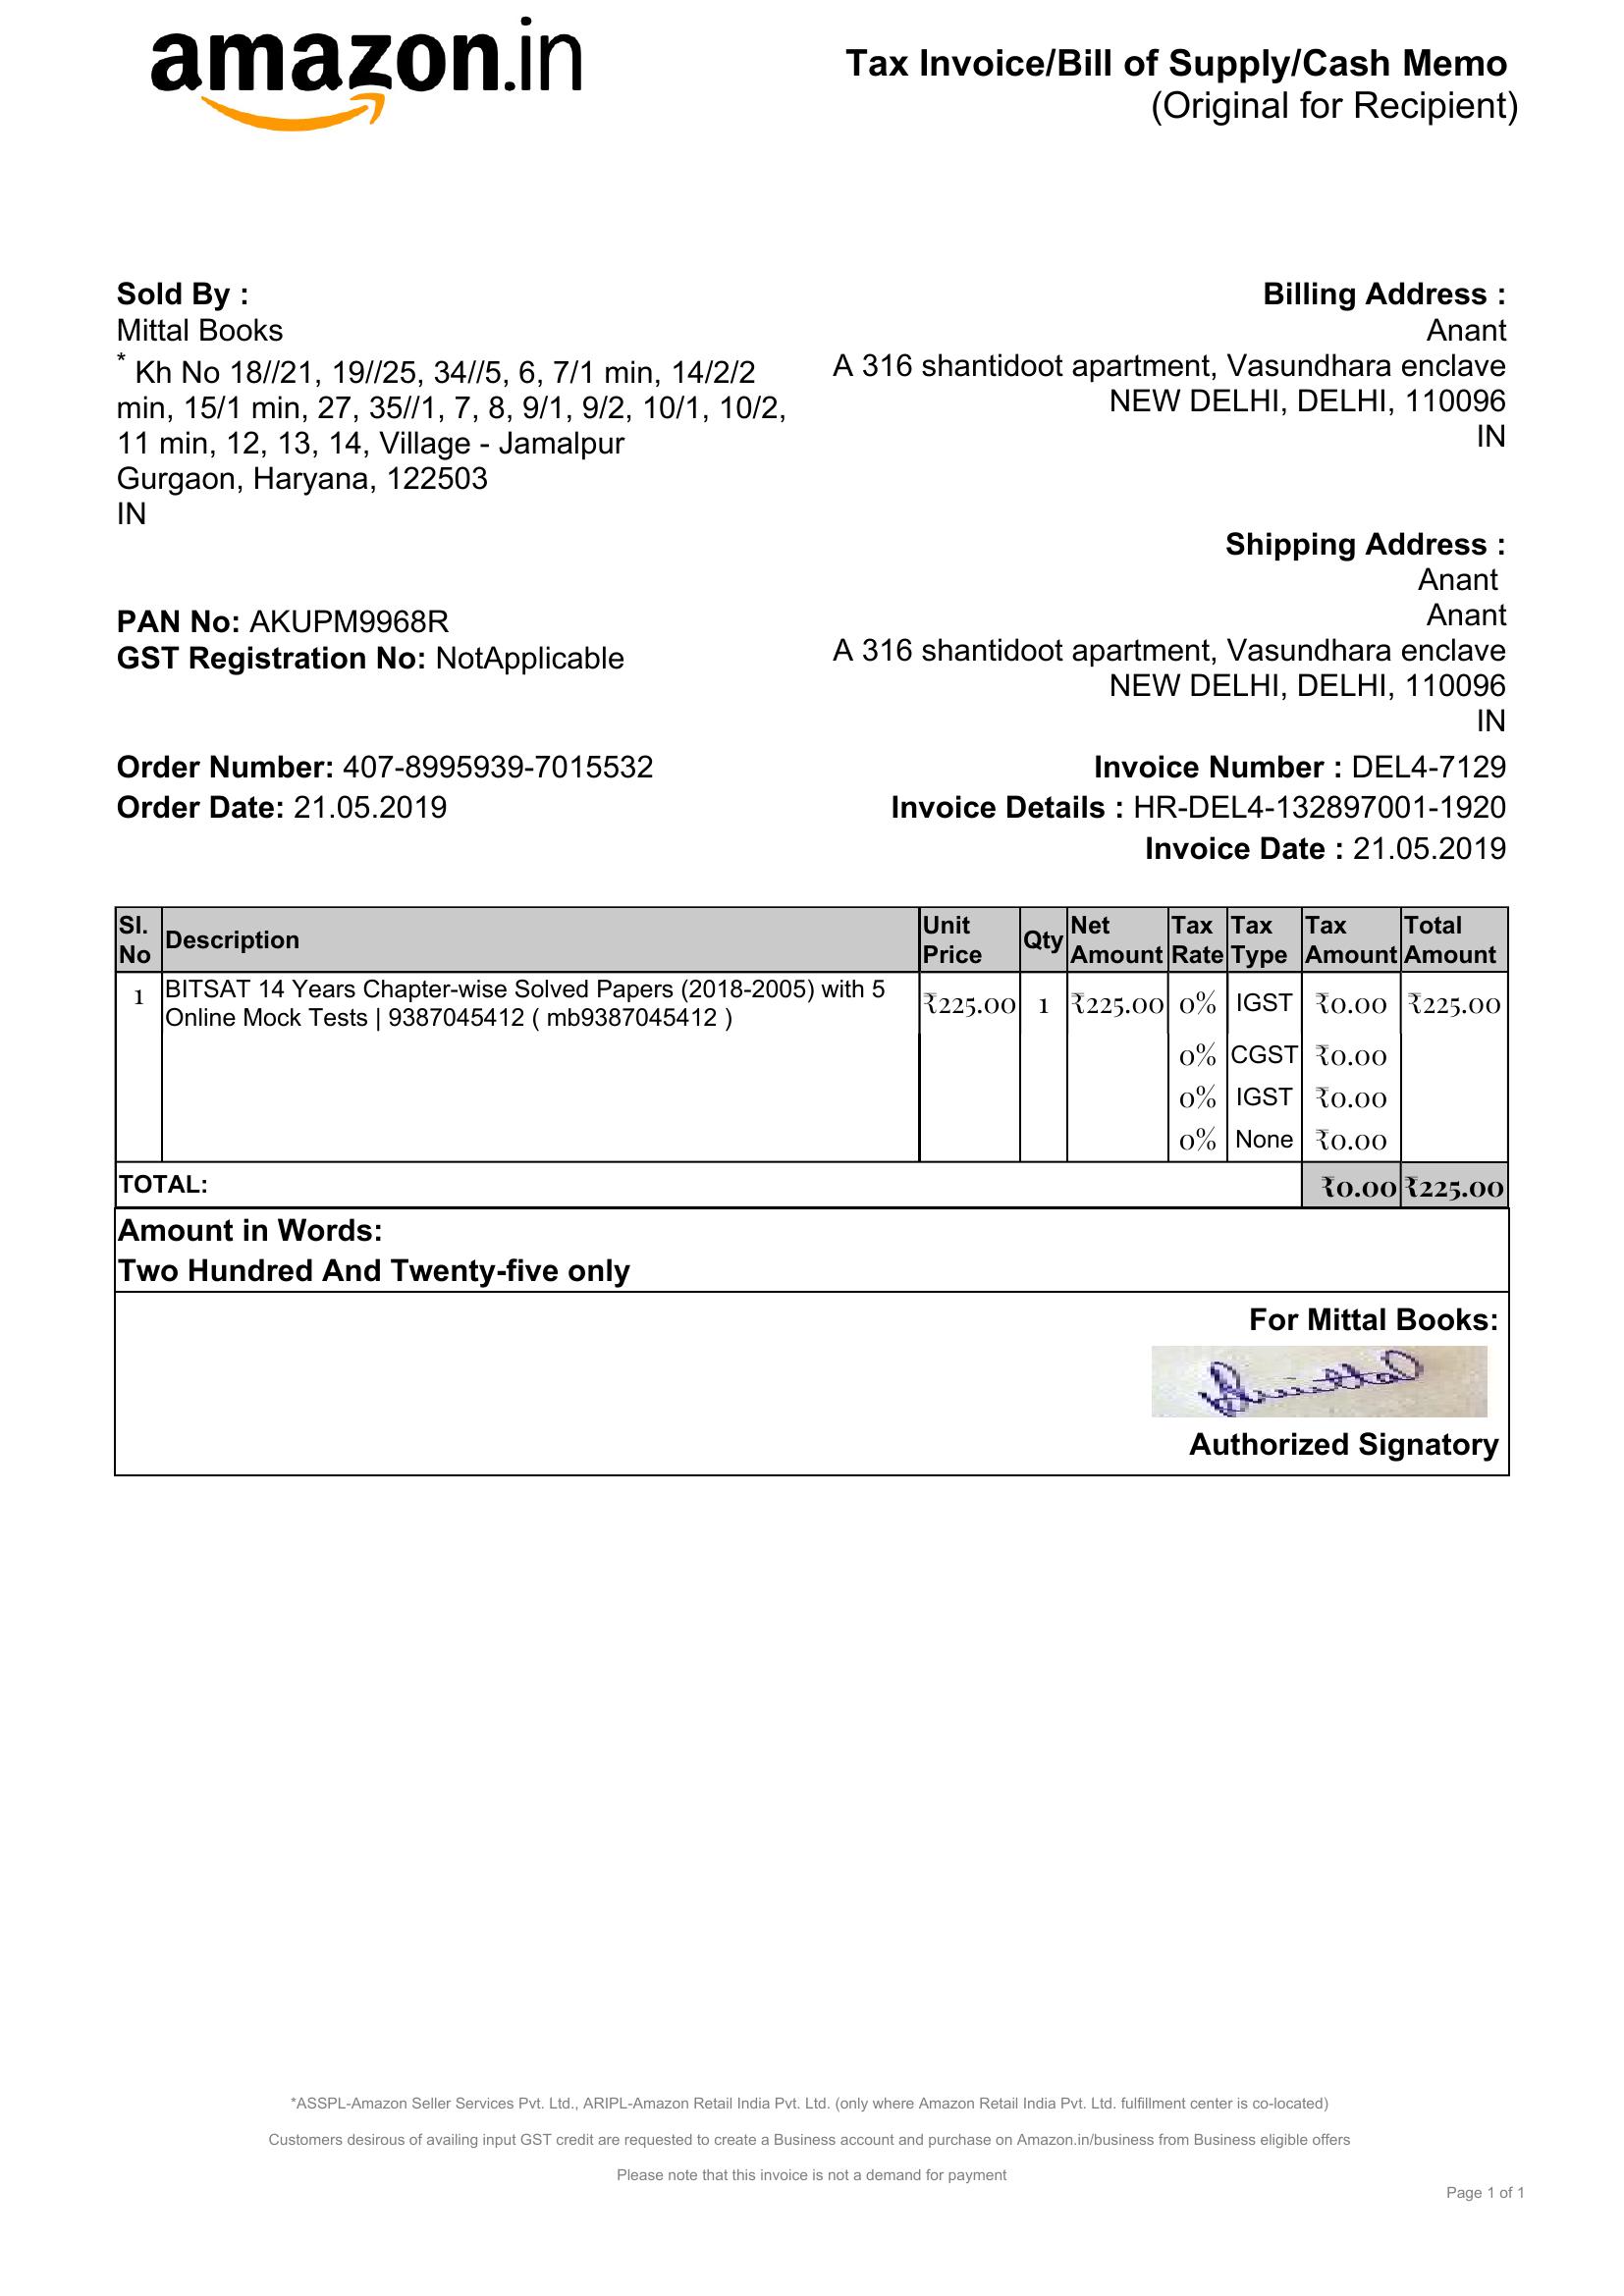 amazon.in
Tax Invoice/Bill of Supply/Cash Memo
(Original for Recipient)
Sold By :
Mittal Books
* Kh No 18//21, 19//25, 34//5, 6, 7/1 min, 14/2/2
min, 15/1 min, 27, 35//1, 7, 8, 9/1, 9/2, 10/1, 10/2,
11 min, 12, 13, 14, Village - Jamalpur
Gurgaon, Haryana, 122503
IN
PAN No: AKUPM9968R
GST Registration No: NotApplicable
Billing Address :
Anant
A 316 shantidoot apartment, Vasundhara enclave
NEW DELHI, DELHI, 110096
IN
Shipping Address :
Anant
Anant
A 316 shantidoot apartment, Vasundhara enclave
NEW DELHI, DELHI, 110096
IN
Order Number: 407-8995939-7015532
Order Date: 21.05.2019
Invoice Number : DEL4-7129
Invoice Details : HR-DEL4-132897001-1920
Invoice Date : 21.05.2019
Sl. No Description Unit Price Qty Net Amount Tax Rate Tax Type Tax Amount Total Amount
1 BITSAT 14 Years Chapter-wise Solved Papers (2018-2005) with 5 ₹225.00 1 ₹225.00 0% IGST ₹0.00 ₹225.00
Online Mock Tests | 9387045412 ( mb9387045412 )
0% CGST ₹0.00
0% IGST ₹0.00
0% None ₹0.00
TOTAL: ₹0.00 ₹225.00
Amount in Words:
Two Hundred And Twenty-five only
For Mittal Books:
Authorized Signatory
*ASSPL-Amazon Seller Services Pvt. Ltd., ARIPL-Amazon Retail India Pvt. Ltd. (only where Amazon Retail India Pvt. Ltd. fulfillment center is co-located)
Customers desirous of availing input GST credit are requested to create a Business account and purchase on Amazon.in/business from Business eligible offers
Please note that this invoice is not a demand for payment
Page 1 of 1